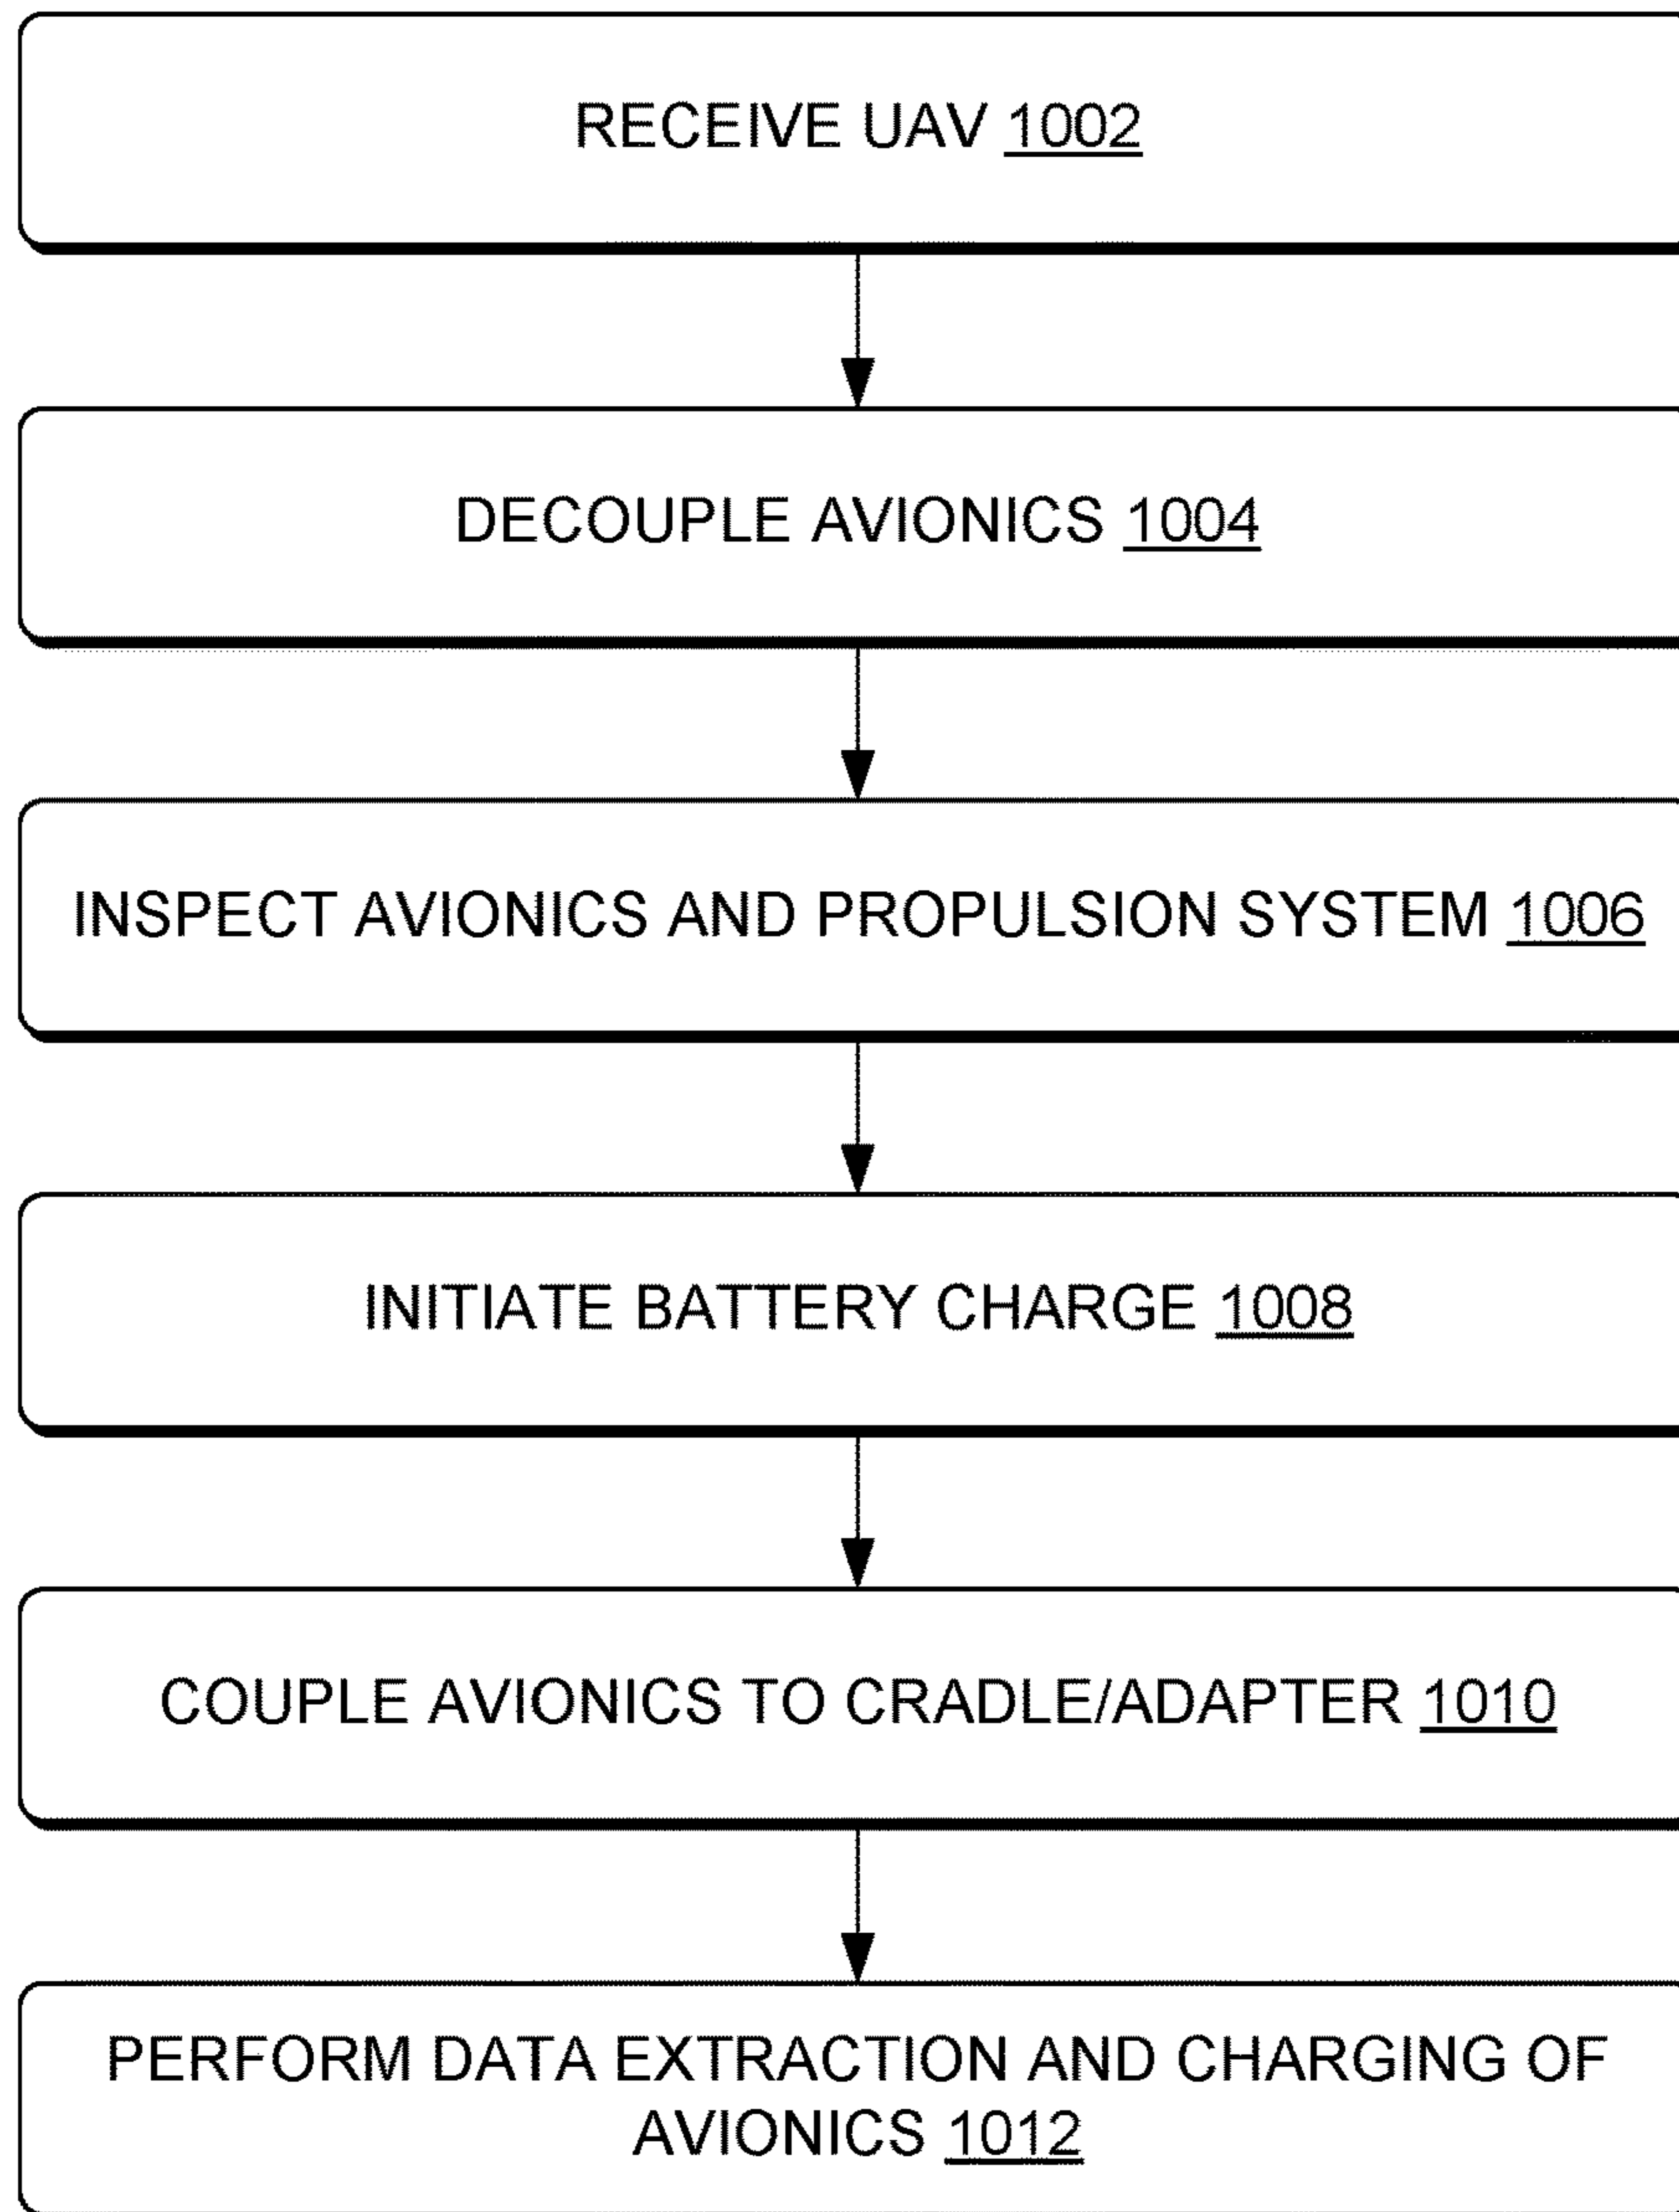 RECEIVE UAV 1002
DECOUPLE AVIONICS 1004
INSPECT AVIONICS AND PROPULSION SYSTEM 1006
INITIATE BATTERY CHARGE 1008
COUPLE AVIONICS TO CRADLE/ADAPTER 1010
PERFORM DATA EXTRACTION AND CHARGING OF
AVIONICS 1012